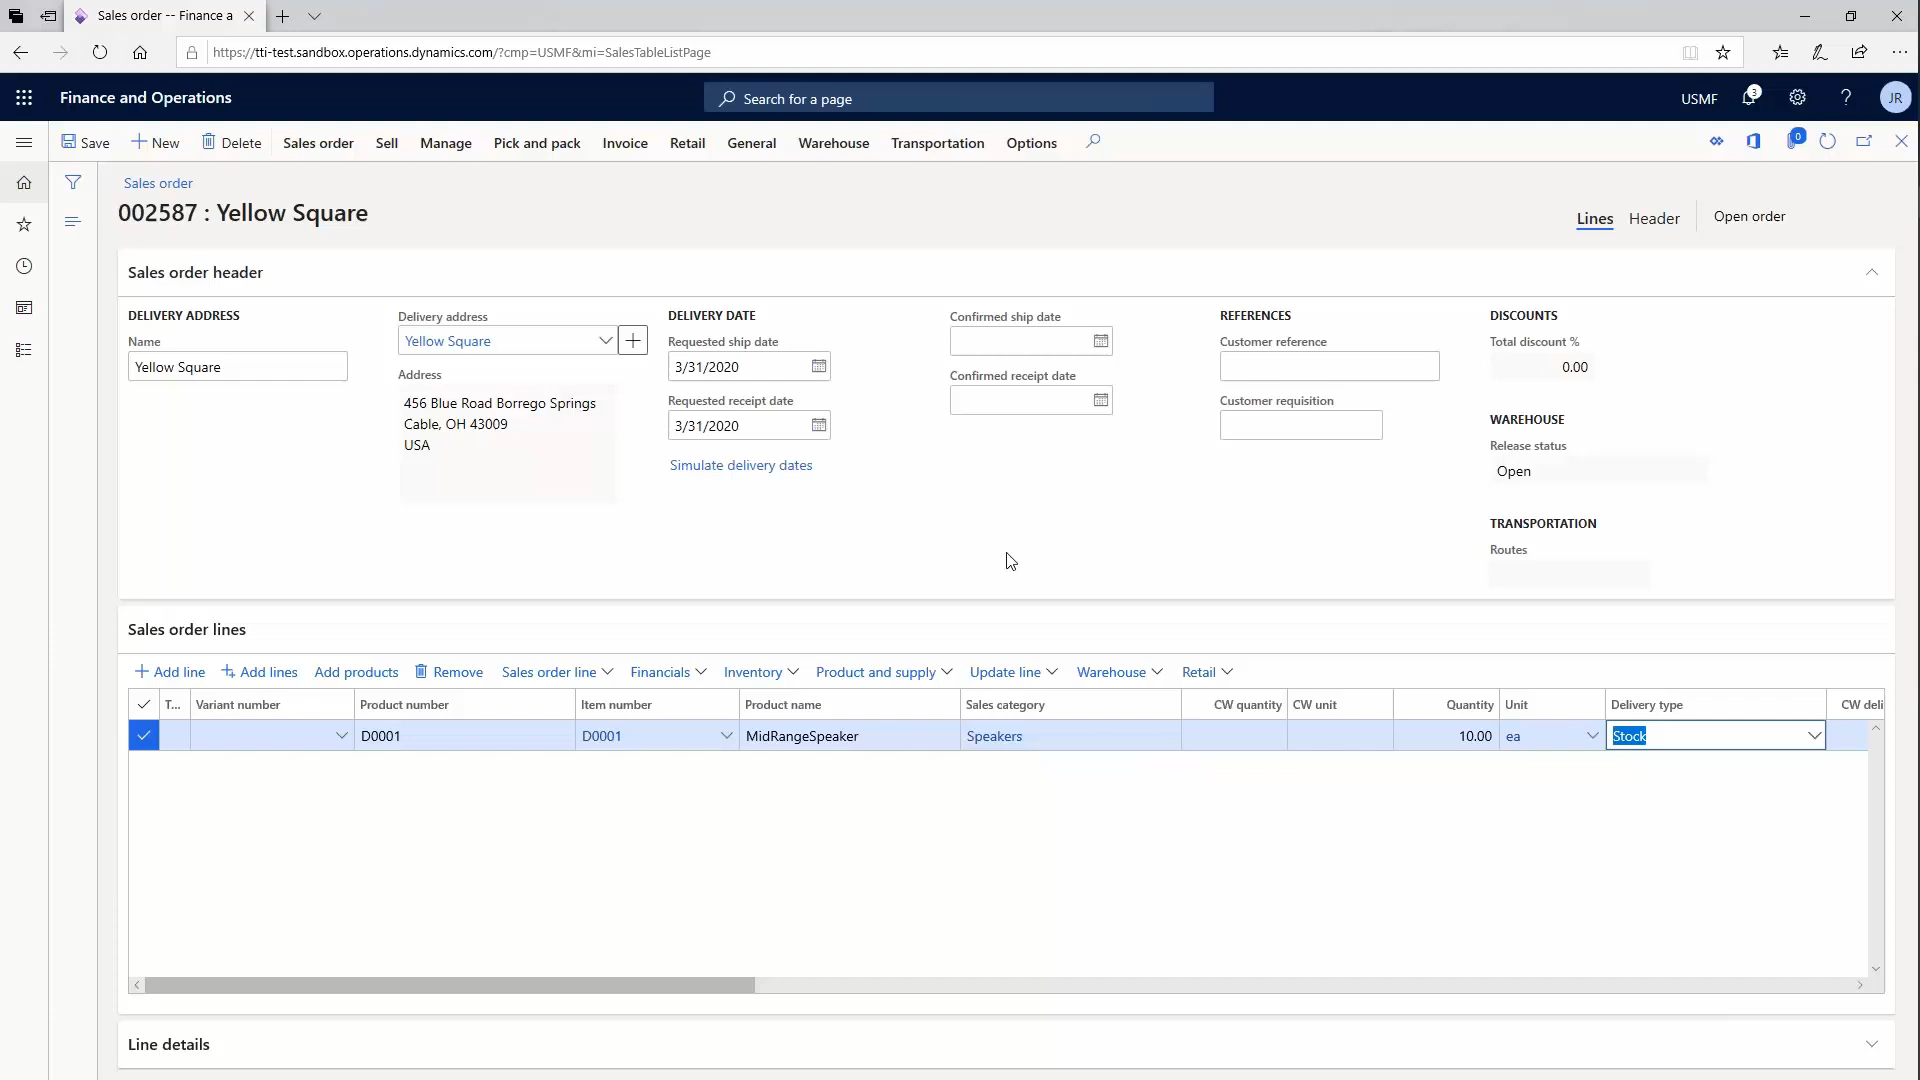 Sales order -- Finance a
https://tti-test.sandbox.operations.dynamics.com/?cmp=USMF&mi=SalesTableListPage
Finance and Operations
Search for a page
USMF
3
?
JR
Save
New
Delete
Sales order
Sell
Manage
Pick and pack
Invoice
Retail
General
Warehouse
Transportation
Options
0
Sales order
002587 : Yellow Square
Lines
Header
Open order
Sales order header
DELIVERY ADDRESS
Name
Yellow Square
Delivery address
Yellow Square
Address
456 Blue Road Borrego Springs
Cable, OH 43009
USA
DELIVERY DATE
Requested ship date
3/31/2020
Requested receipt date
3/31/2020
Simulate delivery dates
Confirmed ship date
Confirmed receipt date
REFERENCES
Customer reference
Customer requisition
DISCOUNTS
Total discount %
0.00
WAREHOUSE
Release status
Open
TRANSPORTATION
Routes
Sales order lines
Add line
Add lines
Add products
Remove
Sales order line
Financials
Inventory
Product and supply
Update line
Warehouse
Retail
T... Variant number Product number Item number Product name Sales category CW quantity CW unit Quantity Unit Delivery type CW deli
D0001 D0001 MidRangeSpeaker Speakers 10.00 ea Stock
Line details